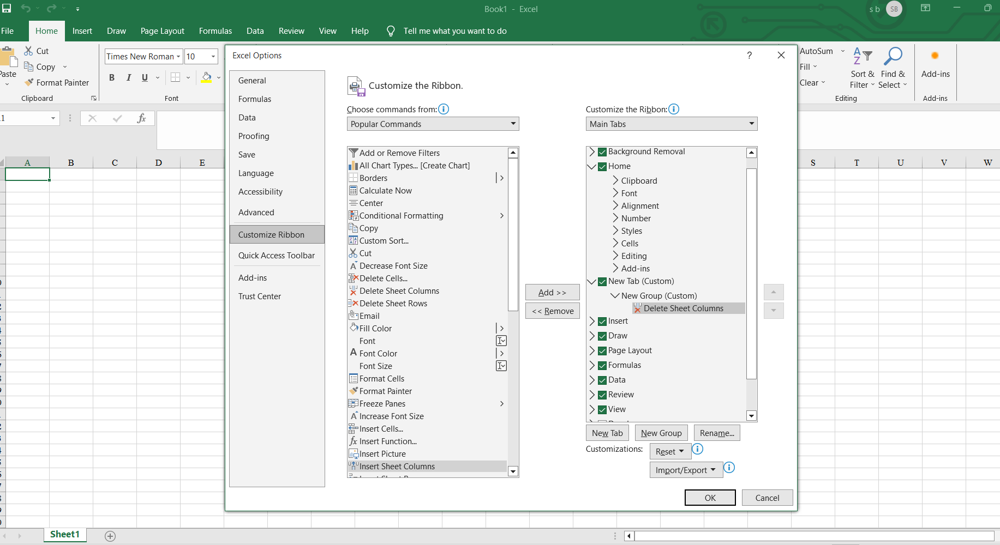 Book1 - Excel
s b
SB
File Home Insert Draw Page Layout Formulas Data Review View Help Tell me what you want to do
Cut
Copy
Format Painter
Clipboard
Times New Roman 10
B I U
Font
AutoSum
Fill
Clear
Sort & Filter
Find & Select
Editing
Add-ins
Add-ins
fx
A B C D E S T U V W
Excel Options
?
General
Formulas
Data
Proofing
Save
Language
Accessibility
Advanced
Customize Ribbon
Quick Access Toolbar
Add-ins
Trust Center
Customize the Ribbon.
Choose commands from:
Popular Commands
Add or Remove Filters
All Chart Types... [Create Chart]
Borders
Calculate Now
Center
Conditional Formatting
Copy
Custom Sort...
Cut
Decrease Font Size
Delete Cells...
Delete Sheet Columns
Delete Sheet Rows
Email
Fill Color
Font
Font Color
Font Size
Format Cells
Format Painter
Freeze Panes
Increase Font Size
Insert Cells...
Insert Function...
Insert Picture
Insert Sheet Columns
Add >>
<< Remove
Customize the Ribbon:
Main Tabs
Background Removal
Home
Clipboard
Font
Alignment
Number
Styles
Cells
Editing
Add-ins
New Tab (Custom)
New Group (Custom)
Delete Sheet Columns
Insert
Draw
Page Layout
Formulas
Data
Review
View
New Tab New Group Rename...
Customizations: Reset
Import/Export
OK Cancel
Sheet1